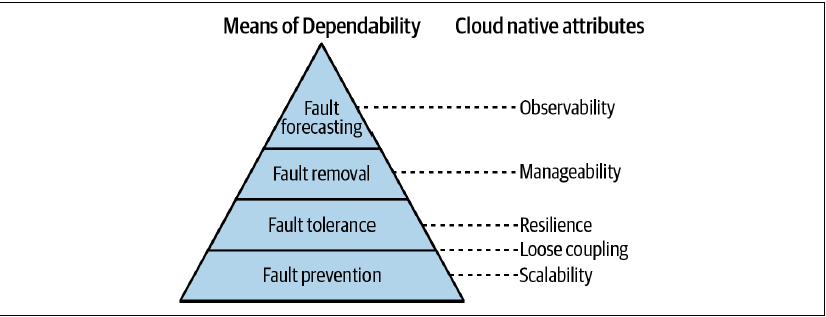 Means of Dependability Cloud native attributes
Fault
forecasting
Observability
Fault removal
Manageability
Fault tolerance
Resilience
Loose coupling
Fault prevention
Scalability